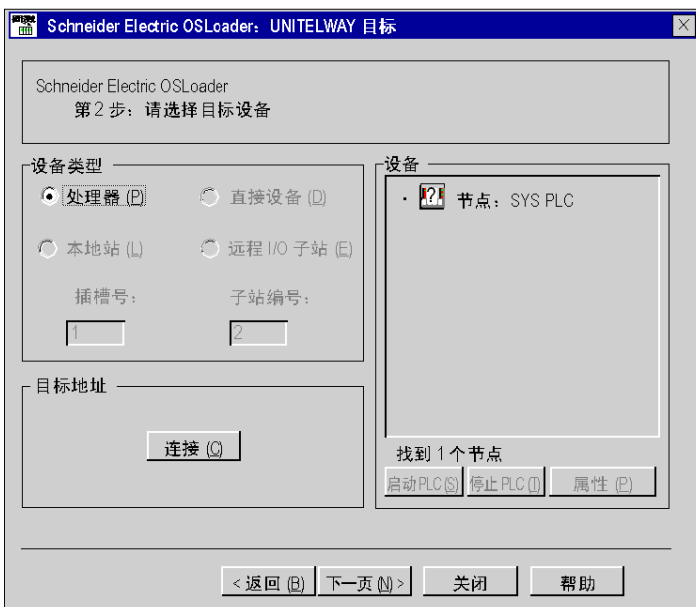 Schneider Electric OSLoader：UNITELWAY 目标
Schneider Electric OSLoader
第2步：请选择目标设备
设备类型
处理器 (P)
直接设备 (D)
本地站 (L)
远程 I/O 子站 (E)
插槽号：
子站编号：
1
2
目标地址
连接 (C)
设备
节点：SYS PLC
找到 1 个节点
启动PLC(S) 停止PLC(T) 属性 (P)
<返回 (B) 下一页(N)> 关闭 帮助